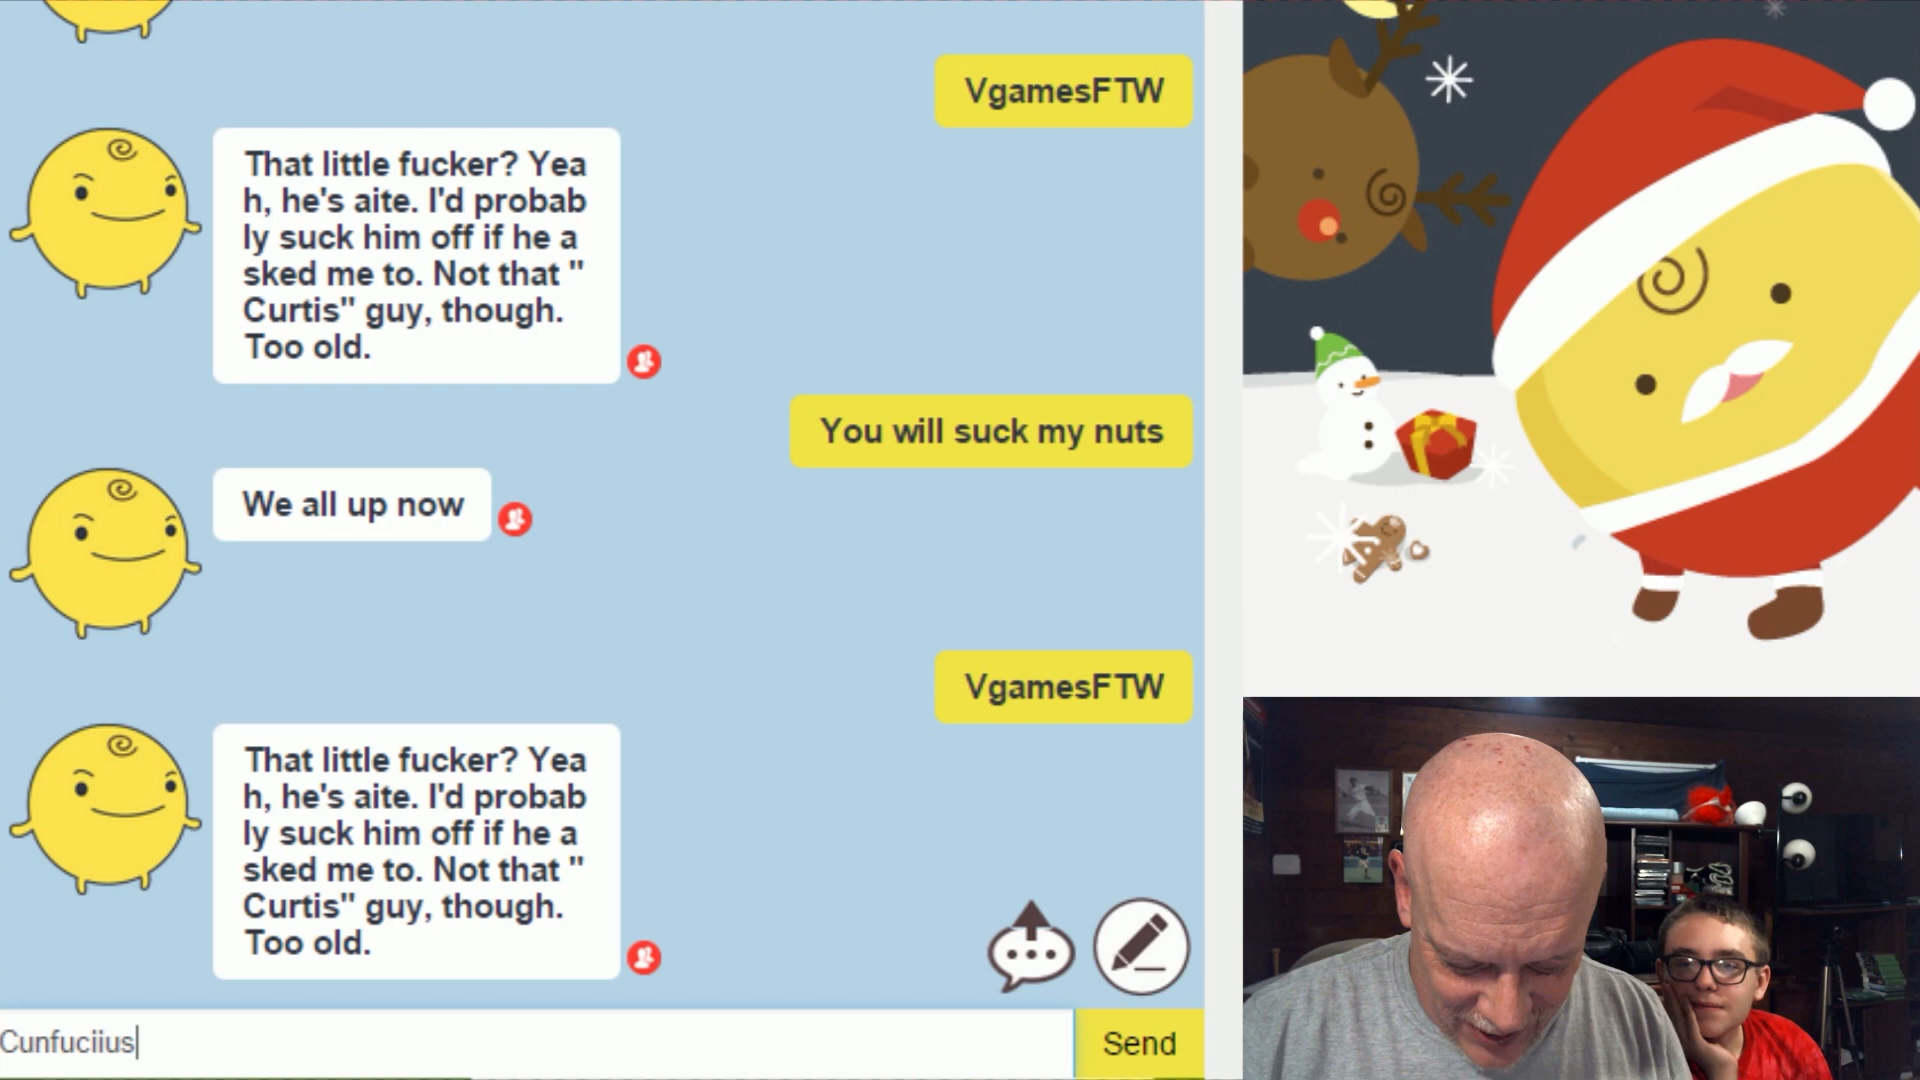 VgamesFTW
That little fucker? Yea
h, he's aite. I'd probab
ly suck him off if he a
sked me to. Not that "
Curtis" guy, though.
Too old.
You will suck my nuts
We all up now
VgamesFTW
That little fucker? Yea
h, he's aite. I'd probab
ly suck him off if he a
sked me to. Not that "
Curtis" guy, though.
Too old.
Cunfuciius
Send